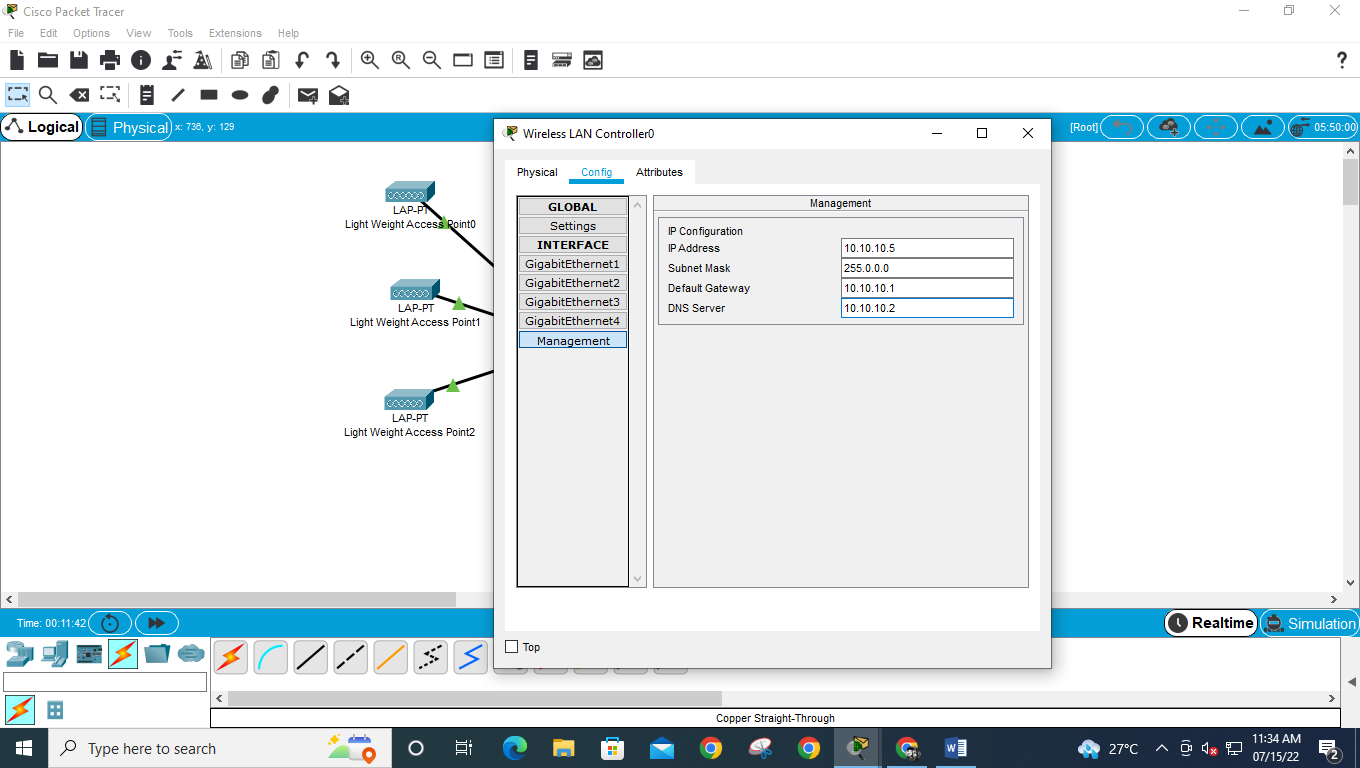 Cisco Packet Tracer
File Edit Options View Tools Extensions Help
Logical Physical x: 736, y: 129 [Root] 05:50:00
LAP-PT
Light Weight Access Point0
LAP-PT
Light Weight Access Point1
LAP-PT
Light Weight Access Point2
Wireless LAN Controller0
Physical Config Attributes
GLOBAL
Settings
INTERFACE
GigabitEthernet1
GigabitEthernet2
GigabitEthernet3
GigabitEthernet4
Management
Management
IP Configuration
IP Address 10.10.10.5
Subnet Mask 255.0.0.0
Default Gateway 10.10.10.1
DNS Server 10.10.10.2
Top
Time: 00:11:42 Realtime Simulation
Copper Straight-Through
Type here to search
27°C
11:34 AM
07/15/22
2